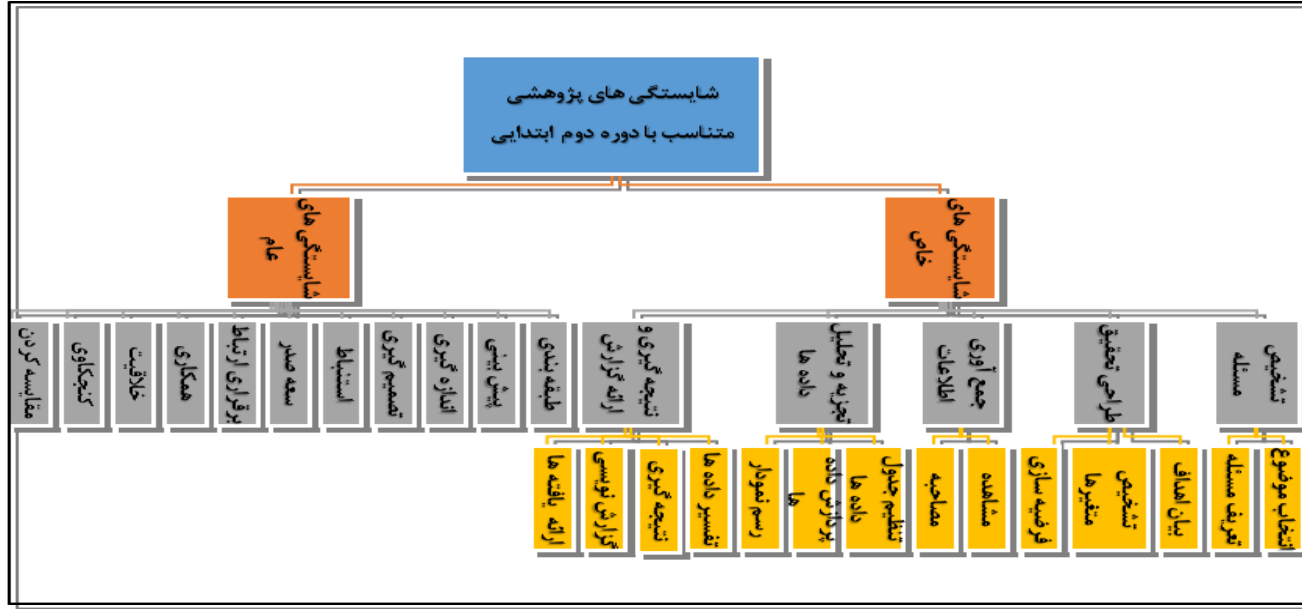 شایستگی های پژوهشی
متناسب با دوره دوم ابتدایی
شایستگی های
خاص
شایستگی های
عام
تشخیص
مسئله
طراحی تحقیق
جمع آوری
اطلاعات
تجزیه و تحلیل
داده ها
نتیجه گیری و
ارائه گزارش
طبقه بندی
پیش بینی
اندازه گیری
تصمیم گیری
استنباط
سعه صدر
برقراری ارتباط
همکاری
خلاقیت
کنجکاوی
مقایسه کردن
انتخاب موضوع
تعریف مسئله
بیان اهداف
تشخیص
متغیرها
فرضیه سازی
مشاهده
مصاحبه
تنظیم جدول
داده ها
پردازش داده
ها
رسم نمودار
تفسیر داده ها
نتیجه گیری
گزارش نویسی
ارائه یافته ها